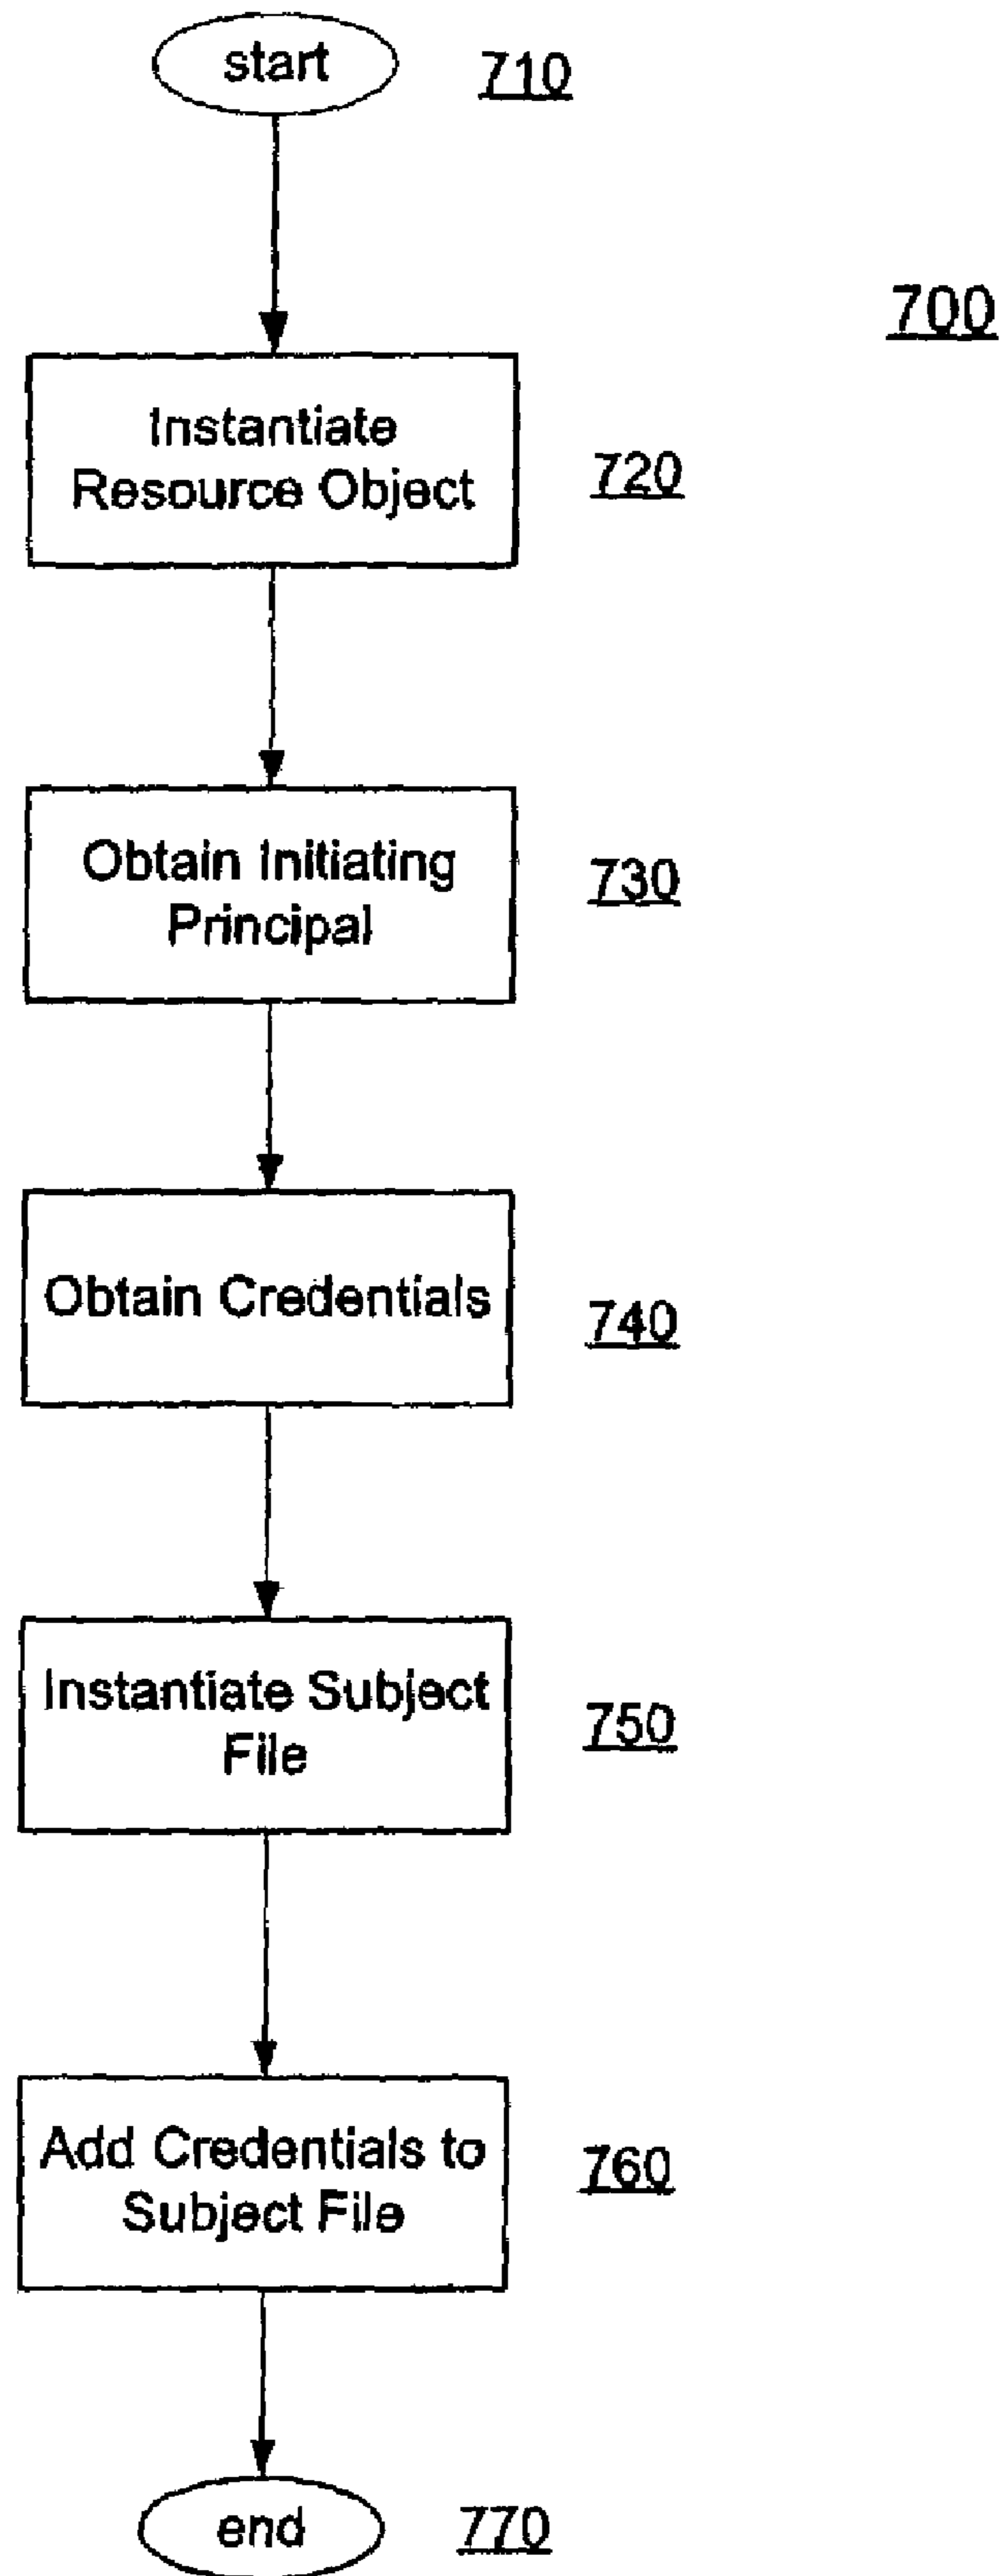 start
710
700
Instantiate
Resource Object
720
Obtain Initiating
Principal
730
Obtain Credentials
740
Instantiate Subject
File
750
Add Credentials to
Subject File
760
end
770